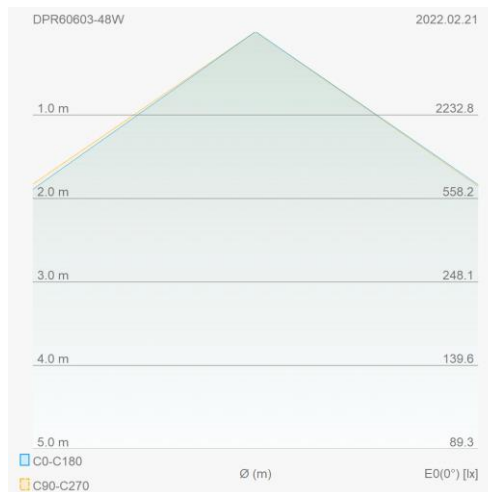 DPR60603-48W 2022.02.21
1.0 m 2232.8
2.0 m 558.2
3.0 m 248.1
4.0 m 139.6
5.0 m 89.3
C0-C180
Ø (m) E0(0°) [lx]
C90-C270